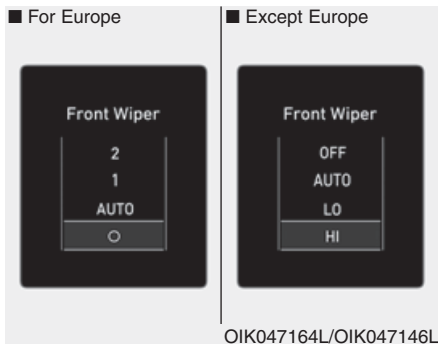 ■ For Europe
Front Wiper
2
1
AUTO
O
■ Except Europe
Front Wiper
OFF
AUTO
LO
HI
OIK047164L/OIK047146L